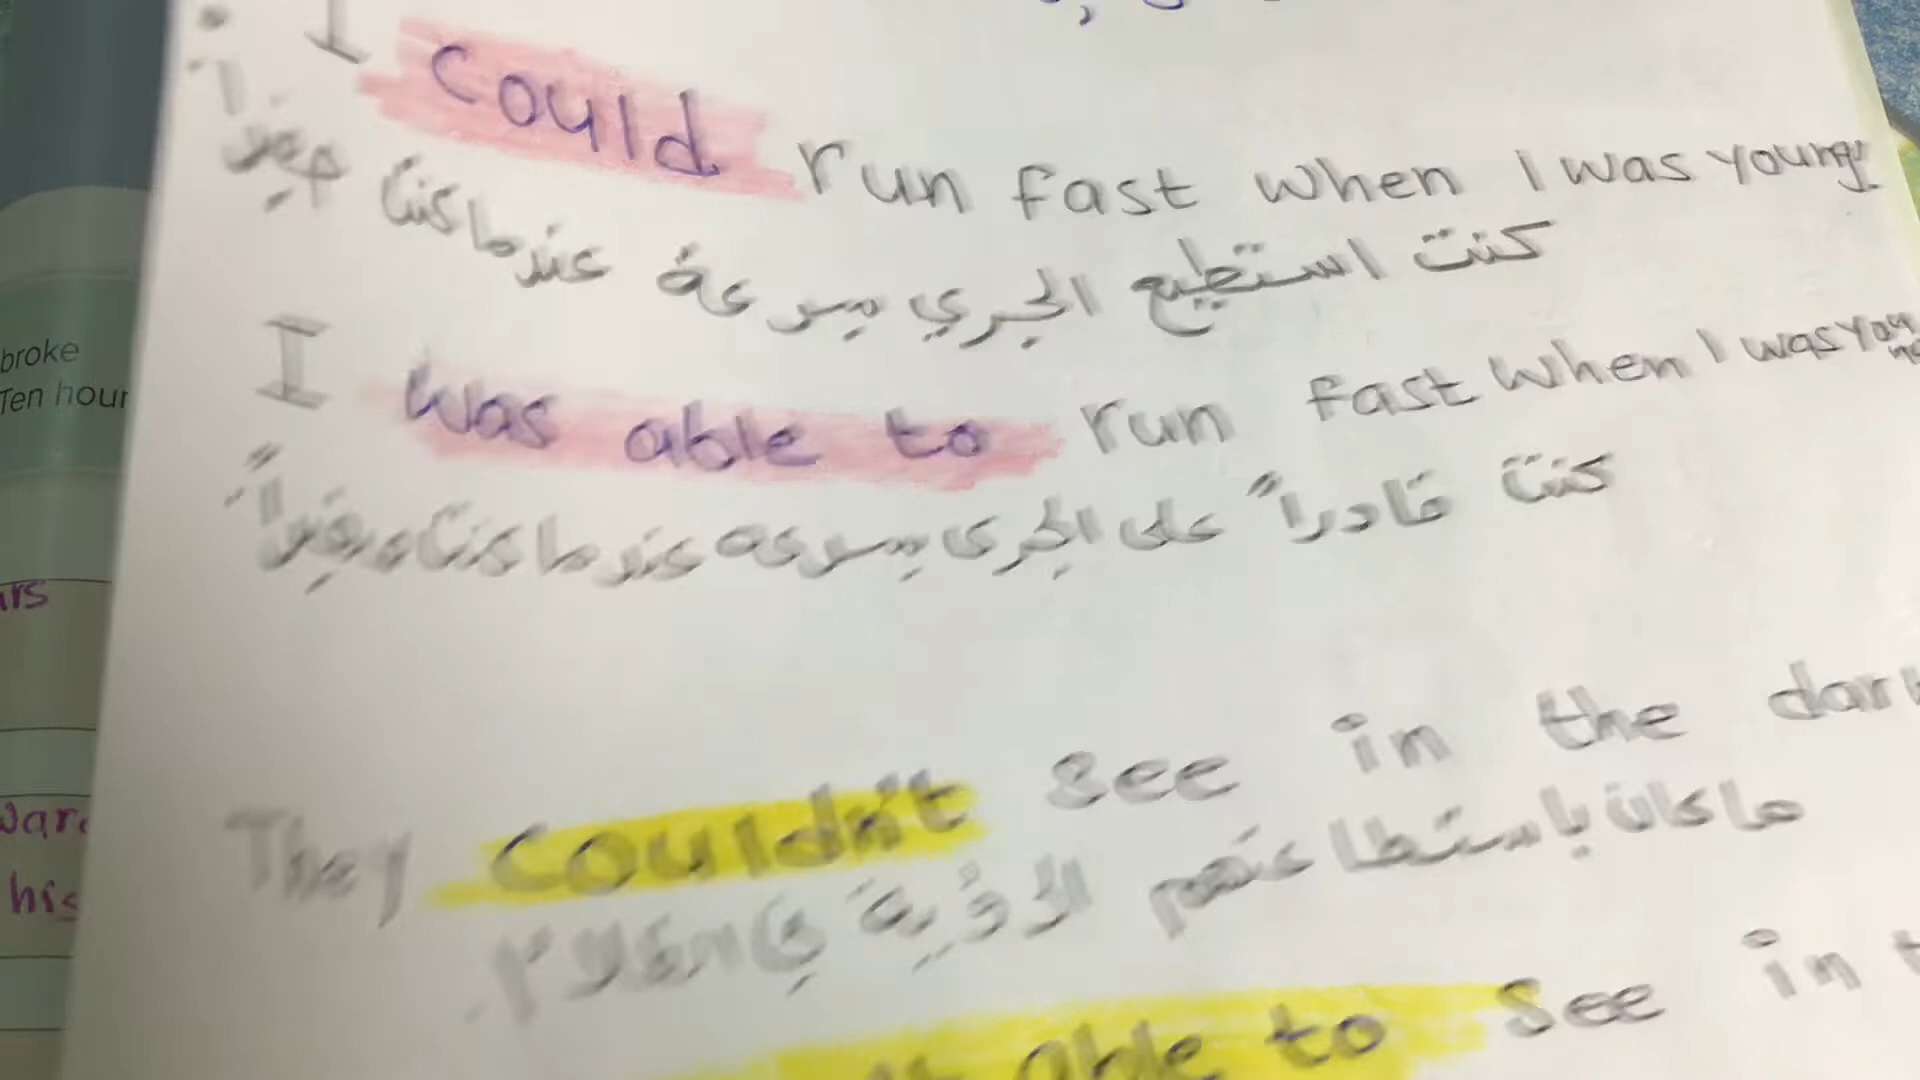 I could run fast when I was young
كنت استطيع الجري بسرعة عندما كنت صغيراً
I was able to run fast when I was young
كنت قادراً على الجري بسرعة عندما كنت صغيراً
They couldn't see in the
ما كان باستطاعتهم الرؤية في الظلام.
able to see in
broke
Ten hour
his